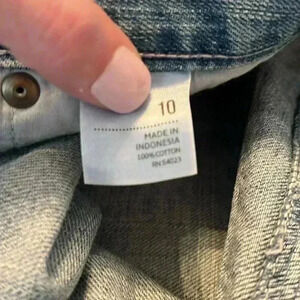 10
MADE IN
INDONESIA
100% COTTON
RN 54023